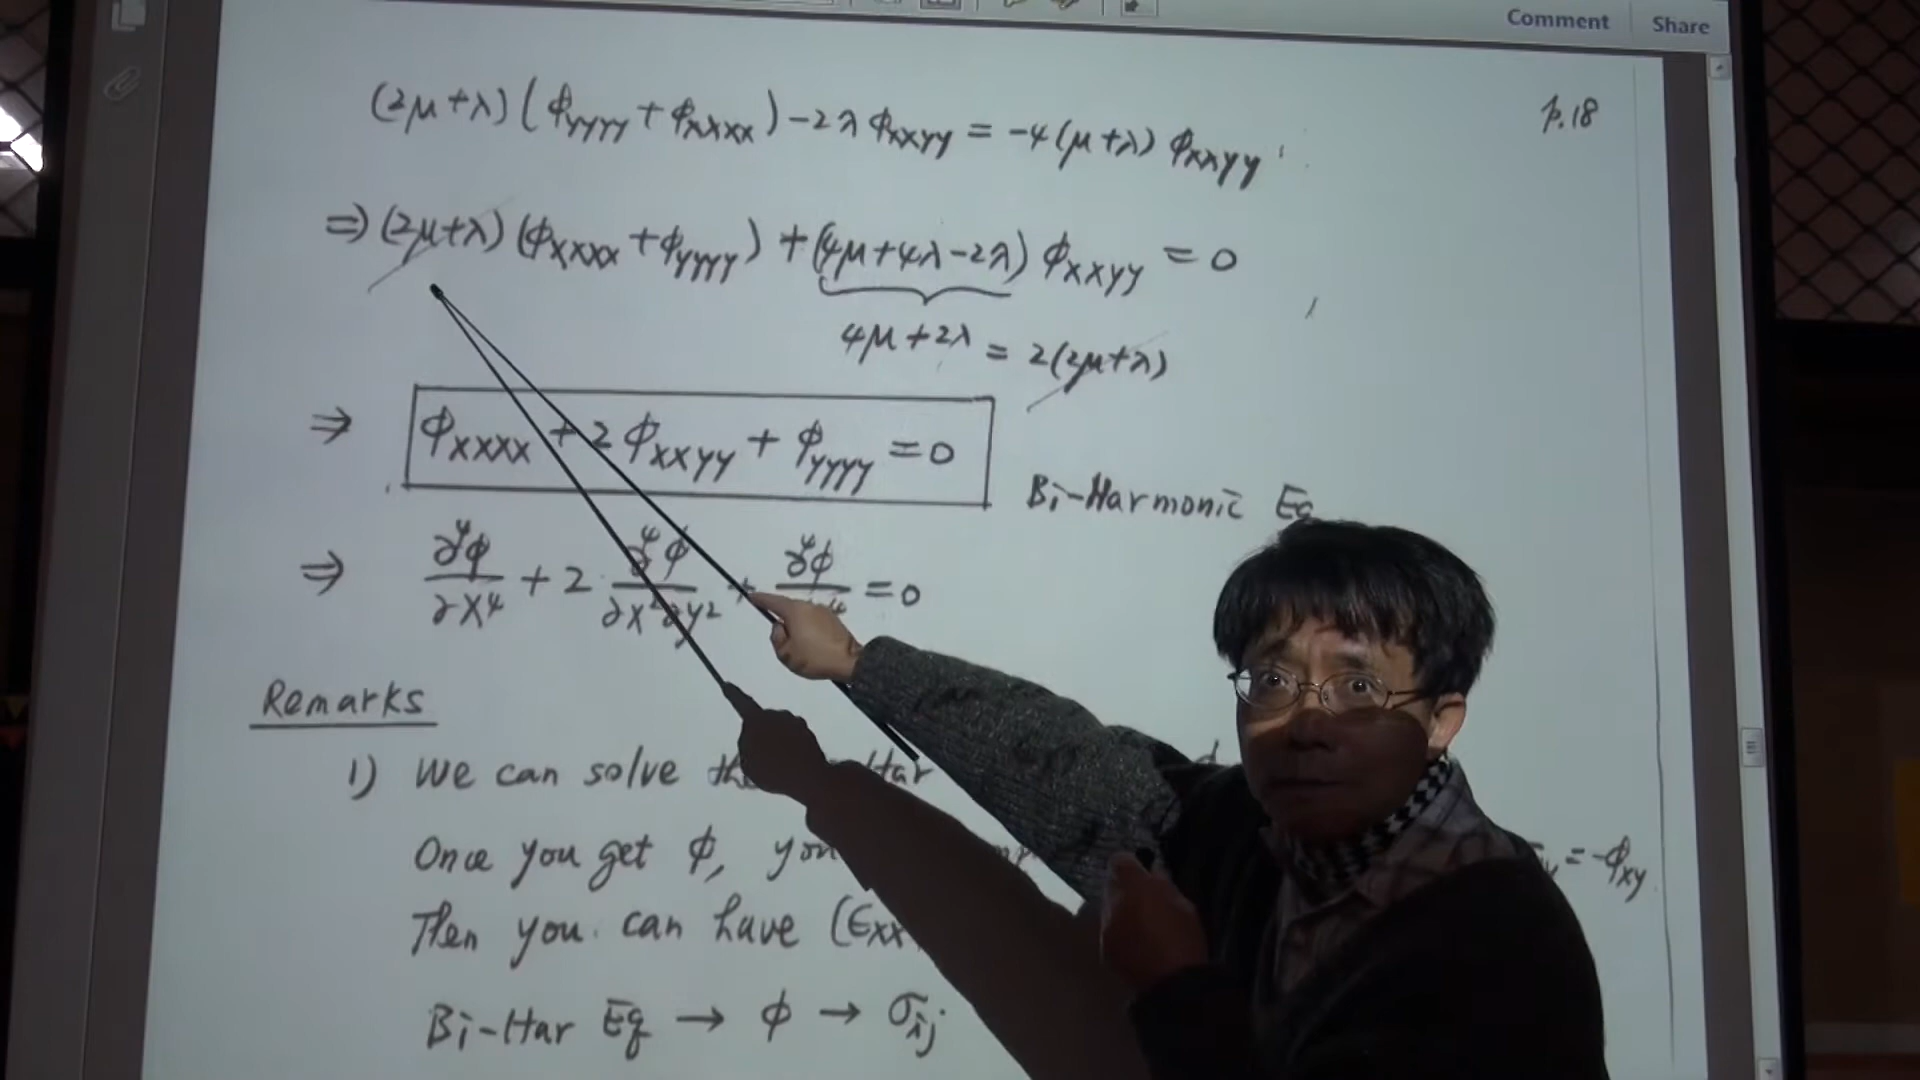 Comment Share
p.18
(2μ+λ)(ϕyyyy+ϕxxxx)-2λϕxxyy = -4(μ+λ)ϕxxyy
⇒(2μ+λ)(ϕxxxx+ϕyyyy)+(4μ+4λ-2λ)ϕxxyy = 0
4μ+2λ = 2(2μ+λ)
⇒ ϕxxxx+2ϕxxyy+ϕyyyy=0
Bi-Harmonic Eq
⇒ ∂⁴ϕ/∂x⁴ + 2 ∂⁴ϕ/∂x²∂y² + ∂⁴ϕ/ =0
Remarks
1) We can solve
Once you get ϕ, =-ϕxy
Then you can have (Exx
Bi-Har Eq → ϕ → σij